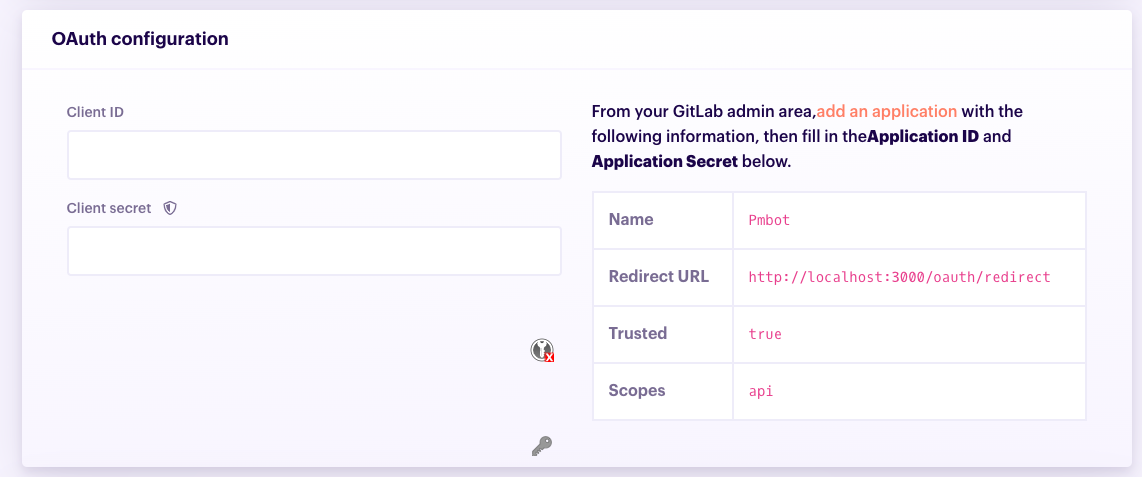 OAuth configuration
Client ID
Client secret
From your GitLab admin area,add an application with the
following information, then fill in theApplication ID and
Application Secret below.
Name Pmbot
Redirect URL http://localhost:3000/oauth/redirect
Trusted true
Scopes api